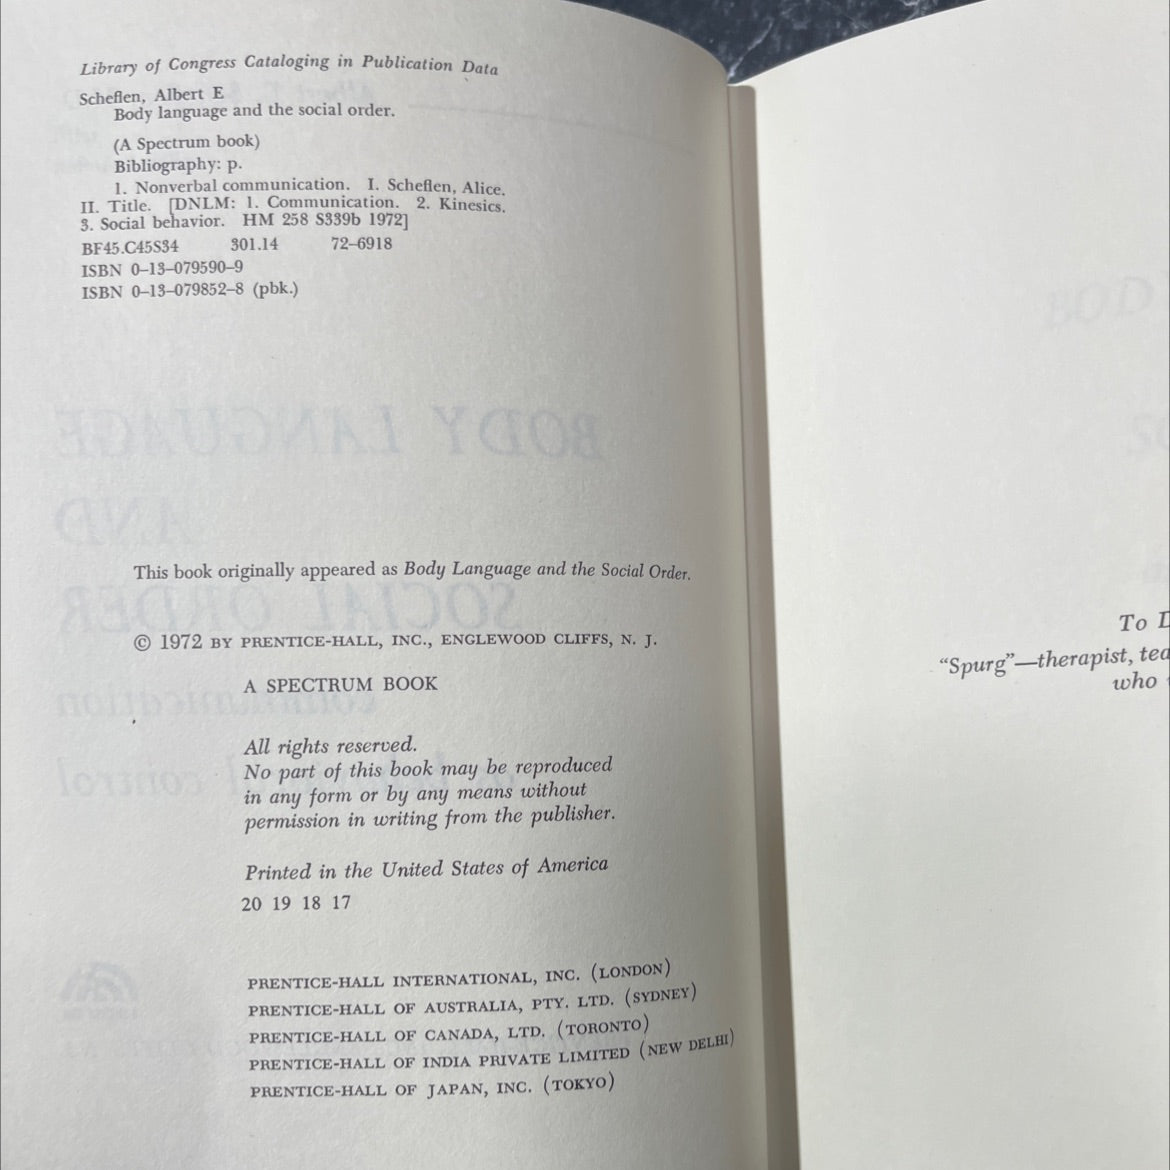 Library of Congress Cataloging in Publication Data
Scheflen, Albert E
Body language and the social order.
(A Spectrum book)
Bibliography: p.
1. Nonverbal communication. I. Scheflen, Alice.
II. Title. [DNLM: 1. Communication. 2. Kinesics.
3. Social behavior. HM 258 S339b 1972]
BF45.C45S34 301.14 72–6918
ISBN 0–13–079590–9
ISBN 0–13–079852–8 (pbk.)
This book originally appeared as Body Language and the Social Order.
© 1972 BY PRENTICE-HALL, INC., ENGLEWOOD CLIFFS, N. J.
A SPECTRUM BOOK
All rights reserved.
No part of this book may be reproduced
in any form or by any means without
permission in writing from the publisher.
Printed in the United States of America
20 19 18 17
PRENTICE-HALL INTERNATIONAL, INC. (LONDON)
PRENTICE-HALL OF AUSTRALIA, PTY. LTD. (SYDNEY)
PRENTICE-HALL OF CANADA, LTD. (TORONTO)
PRENTICE-HALL OF INDIA PRIVATE LIMITED (NEW DELHI)
PRENTICE-HALL OF JAPAN, INC. (TOKYO)
To
“Spurg”—therapist,
who